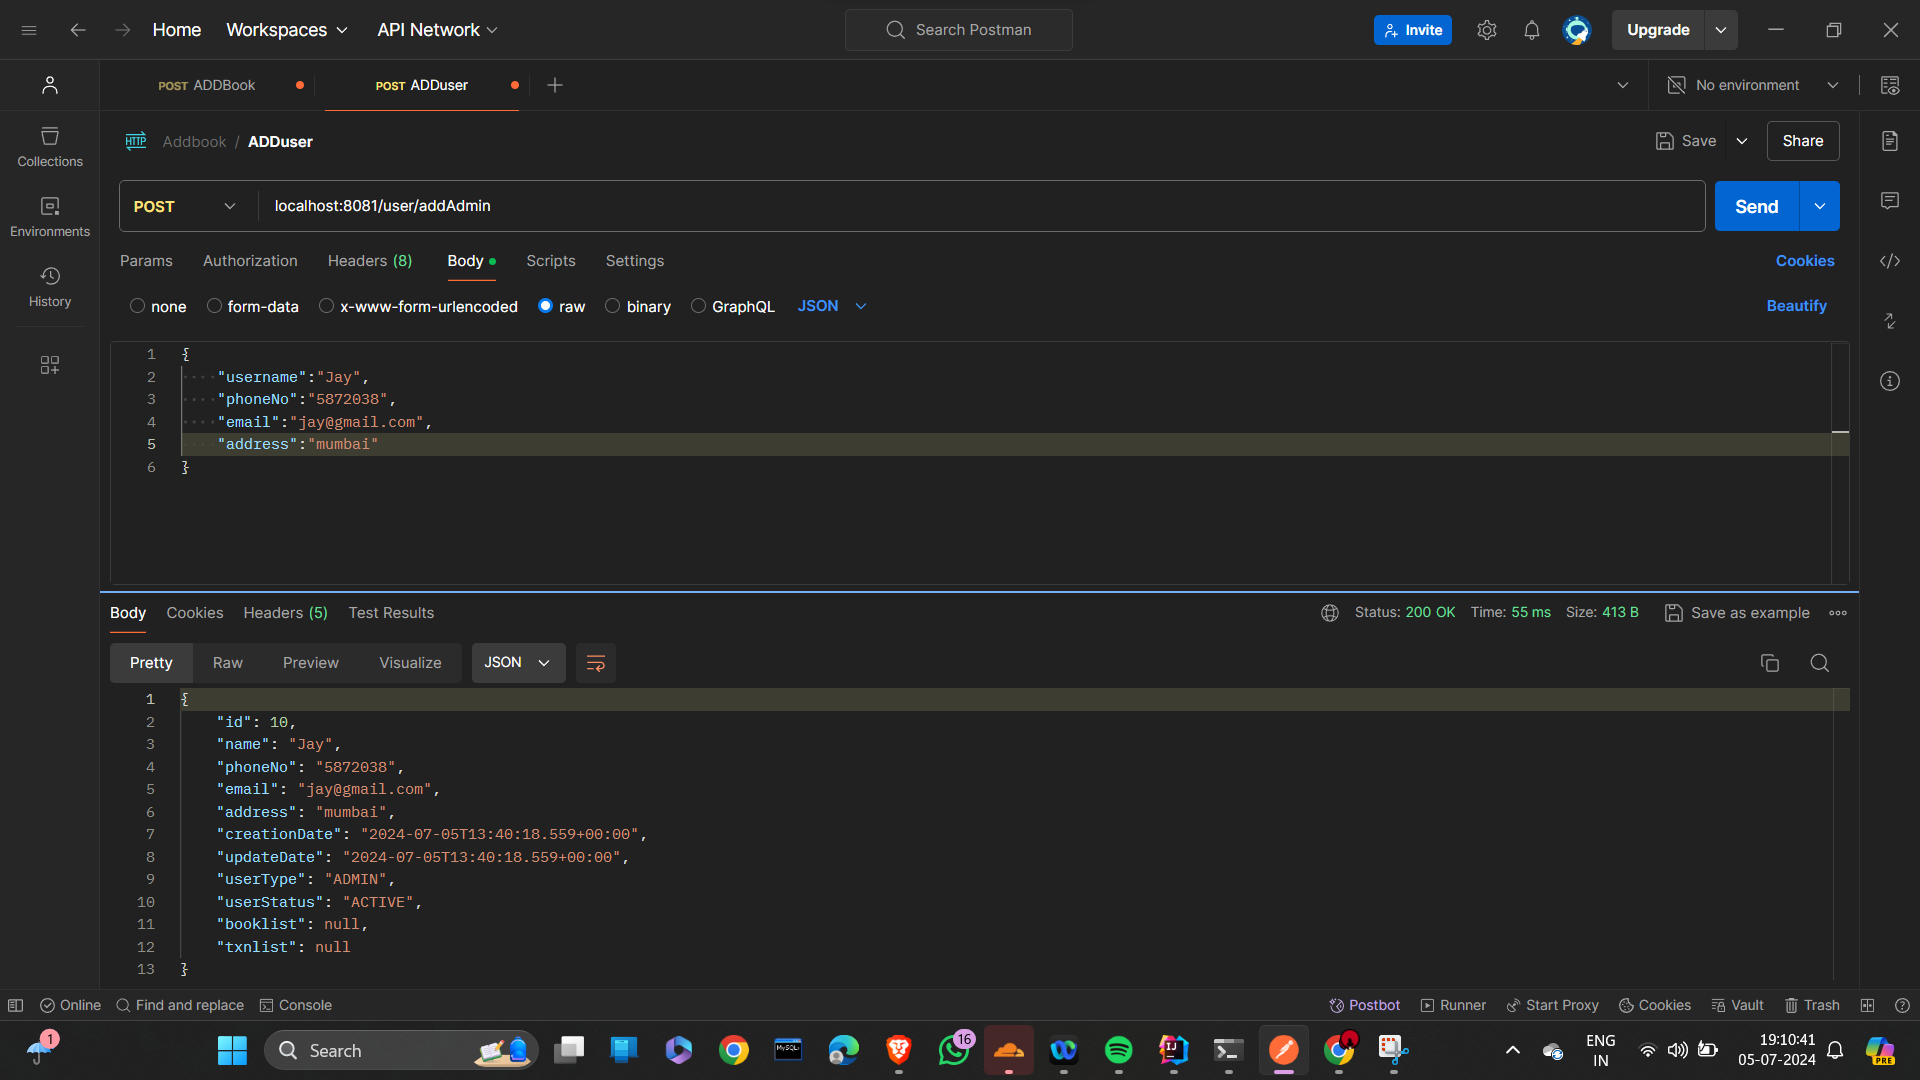 Home
Workspaces
API Network
Search Postman
Invite
Upgrade
POST ADDBook
POST ADDuser
No environment
HTTP Addbook / ADDuser
Save
Share
Collections
Environments
History
POST
localhost:8081/user/addAdmin
Send
Params
Authorization
Headers (8)
Body
Scripts
Settings
Cookies
none
form-data
x-www-form-urlencoded
raw
binary
GraphQL
JSON
Beautify
1 {
2 "username":"Jay",
3 "phoneNo":"5872038",
4 "email":"jay@gmail.com",
5 "address":"mumbai"
6 }
Body
Cookies
Headers (5)
Test Results
Status: 200 OK
Time: 55 ms
Size: 413 B
Save as example
Pretty
Raw
Preview
Visualize
JSON
1 {
2 "id": 10,
3 "name": "Jay",
4 "phoneNo": "5872038",
5 "email": "jay@gmail.com",
6 "address": "mumbai",
7 "creationDate": "2024-07-05T13:40:18.559+00:00",
8 "updateDate": "2024-07-05T13:40:18.559+00:00",
9 "userType": "ADMIN",
10 "userStatus": "ACTIVE",
11 "booklist": null,
12 "txnlist": null
13 }
Online
Find and replace
Console
Postbot
Runner
Start Proxy
Cookies
Vault
Trash
1
Search
MySQL
16
IJ
ENG
IN
19:10:41
05-07-2024
PRE